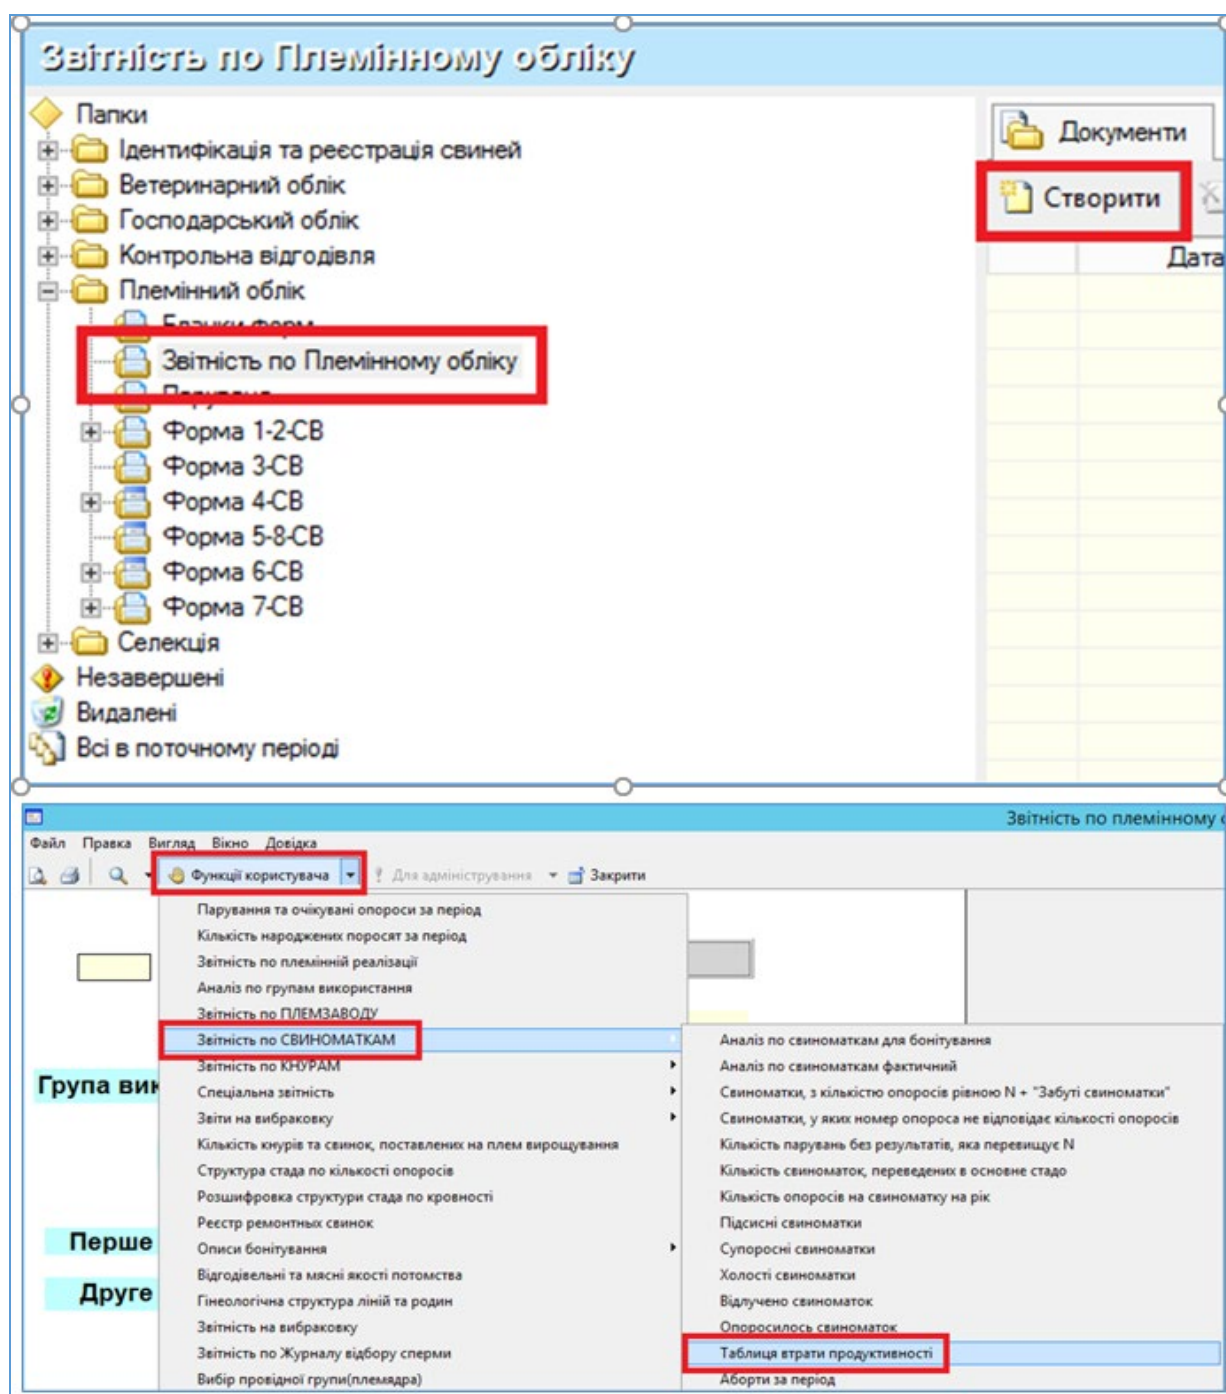 Звітність по Племінному обліку
Папки
Ідентифікація та реєстрація свиней
Ветеринарний облік
Господарський облік
Контрольна відгодівля
Племінний облік
Бланки форм
Звітність по Племінному обліку
Форма 1-2-СВ
Форма 3-СВ
Форма 4-СВ
Форма 5-8-СВ
Форма 6-СВ
Форма 7-СВ
Селекція
Незавершені
Видалені
Всі в поточному періоді
Документи
Створити
Дата
Звітність по племінному
Файл Правка Вигляд Вікно Довідка
Функції користувача Для адміністрування Закрити
Парування та очікувані опороси за період
Кількість народжених поросят за період
Звітність по племінній реалізації
Аналіз по групам використання
Звітність по ПЛЕМЗАВОДУ
Звітність по СВИНОМАТКАМ
Звітність по КНУРАМ
Спеціальна звітність
Звіти на вибраковку
Кількість кнурів та свинок, поставлених на плем вирощування
Структура стада по кількості опоросів
Розшифровка структури стада по кровності
Реєстр ремонтных свинок
Описи бонітування
Відгодівельні та мясні якості потомства
Гінеологічна структура ліній та родин
Звітність на вибраковку
Звітність по Журналу відбору сперми
Вибір провідної групи(племядра)
Група вик
Перше
Друге
Аналіз по свиноматкам для бонітування
Аналіз по свиноматкам фактичний
Свиноматки, з кількістю опоросів рівною N + "Забуті свиноматки"
Свиноматки, у яких номер опороса не відповідає кількості опоросів
Кількість парувань без результатів, яка перевищує N
Кількість свиноматок, переведених в основне стадо
Кількість опоросів на свиноматку на рік
Підсисні свиноматки
Супоросні свиноматки
Холості свиноматки
Відлучено свиноматок
Опоросилось свиноматок
Таблиця втрати продуктивності
Аборти за період